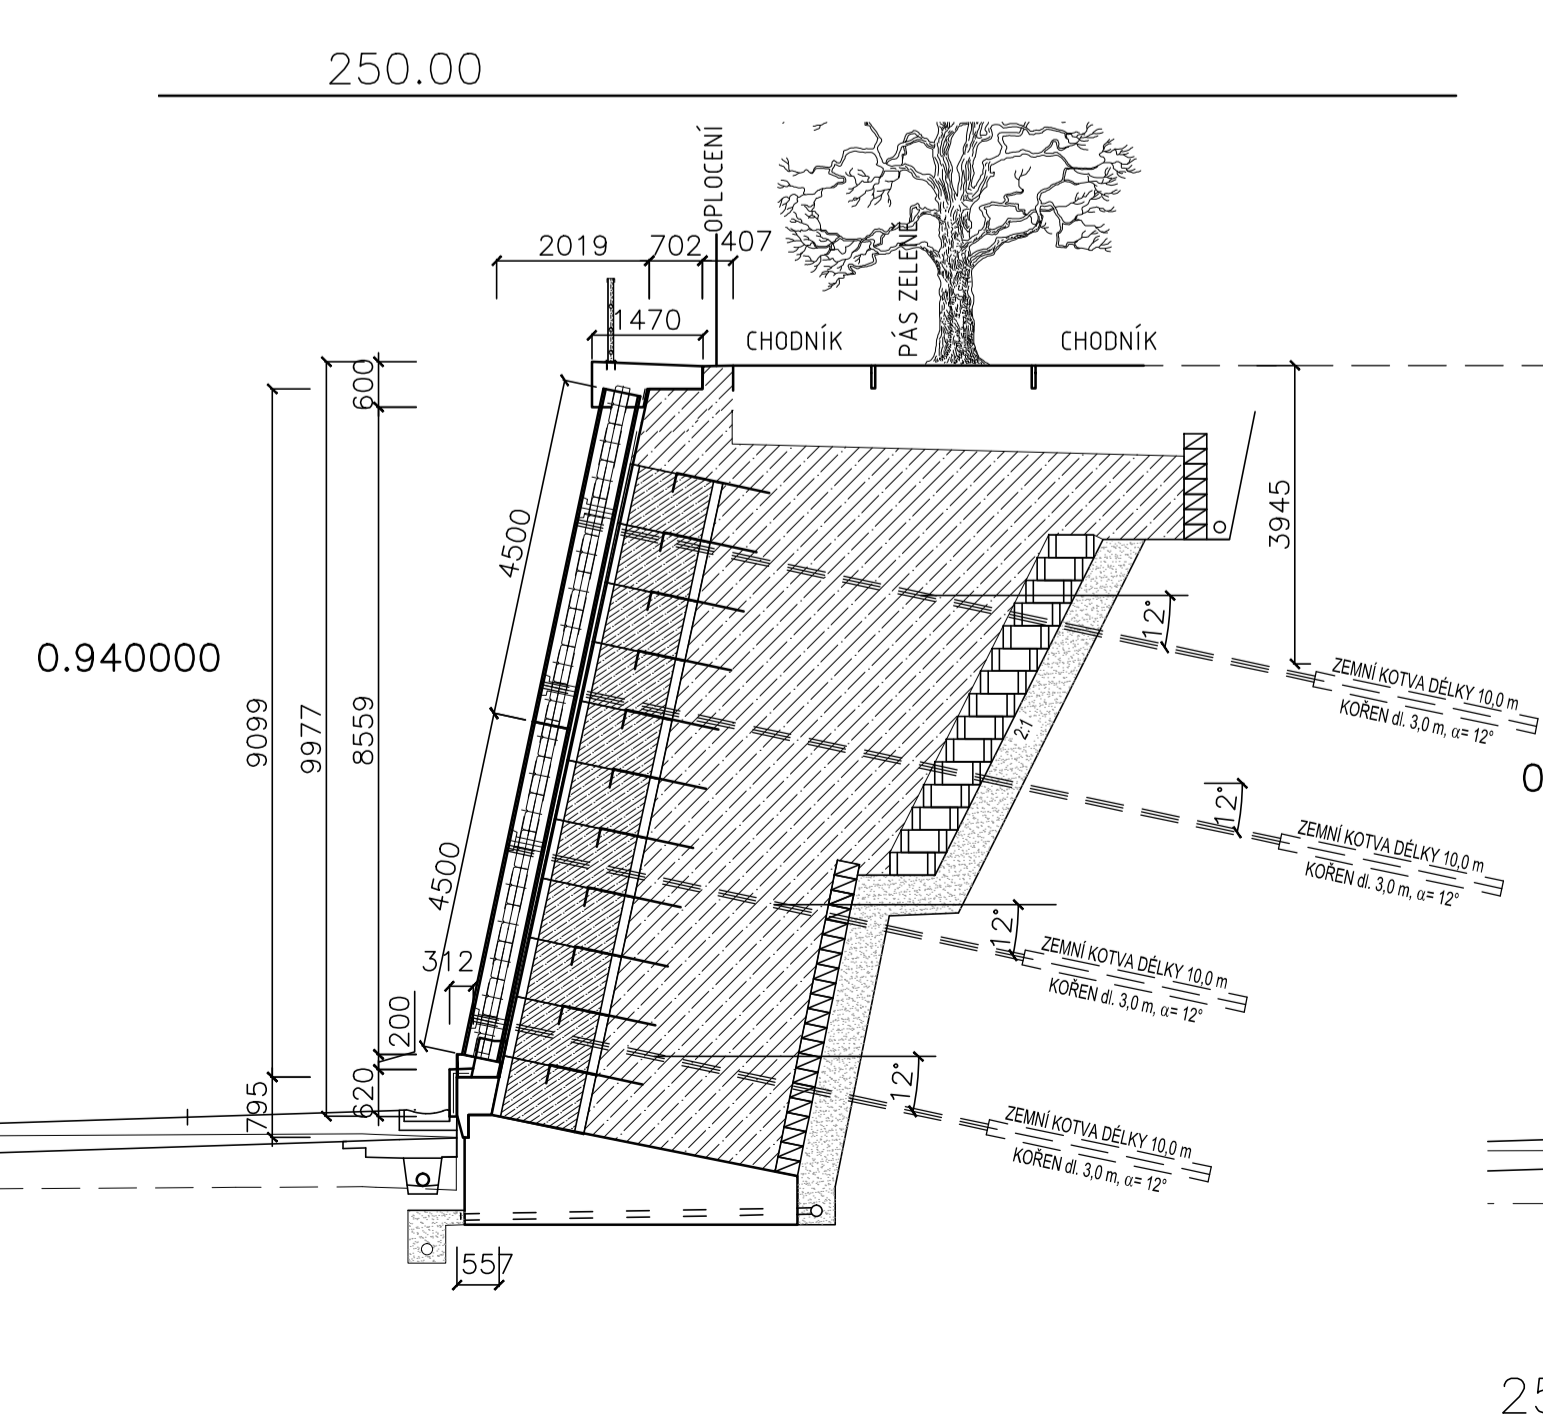 250.00
OPLOCENÍ
2019
702
407
1470
CHODNÍK
PÁS ZELENĚ
CHODNÍK
600
4500
3945
12°
0.940000
ZEMNÍ KOTVA DÉLKY 10,0 m
KOŘEN dl. 3,0 m, α= 12°
9099
9977
8559
2:1
0
12°
ZEMNÍ KOTVA DÉLKY 10,0 m
KOŘEN dl. 3,0 m, α= 12°
4500
12°
312
ZEMNÍ KOTVA DÉLKY 10,0 m
KOŘEN dl. 3,0 m, α= 12°
200
12°
795
620
ZEMNÍ KOTVA DÉLKY 10,0 m
KOŘEN dl. 3,0 m, α= 12°
557
25